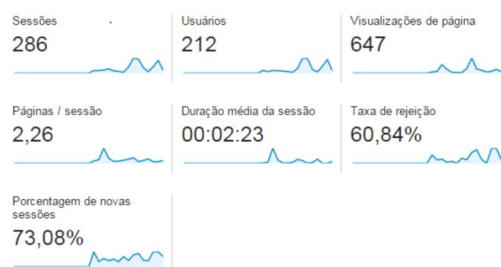 Sessões
286
Usuários
212
Visualizações de página
647
Páginas / sessão
2,26
Duração média da sessão
00:02:23
Taxa de rejeição
60,84%
Porcentagem de novas
sessões
73,08%